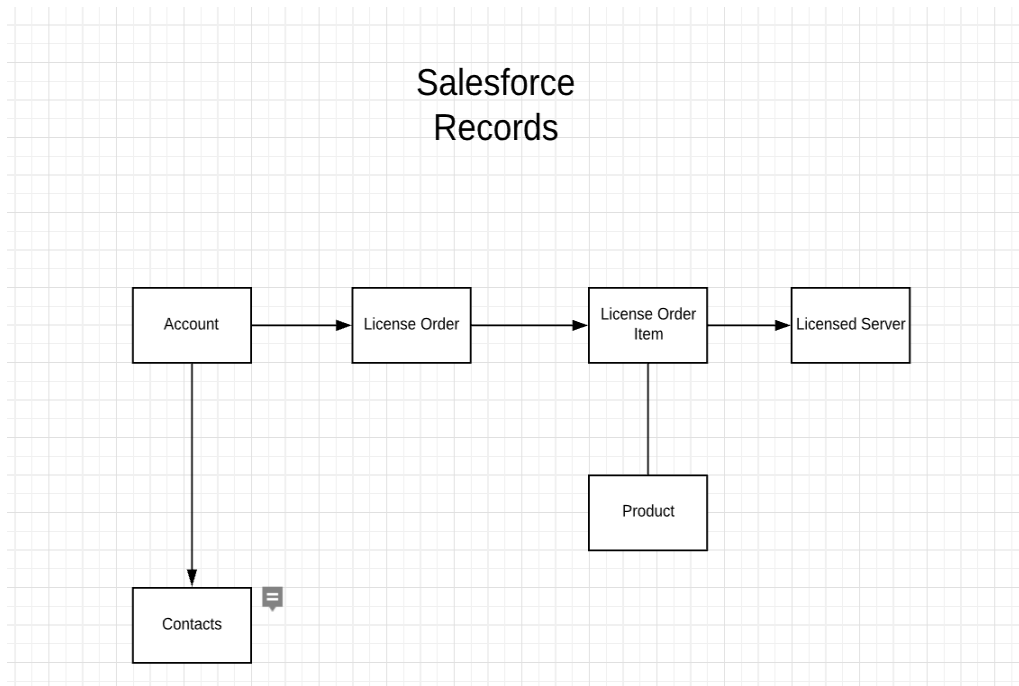 Salesforce
Records
Account
License Order
License Order
Item
Licensed Server
Product
Contacts